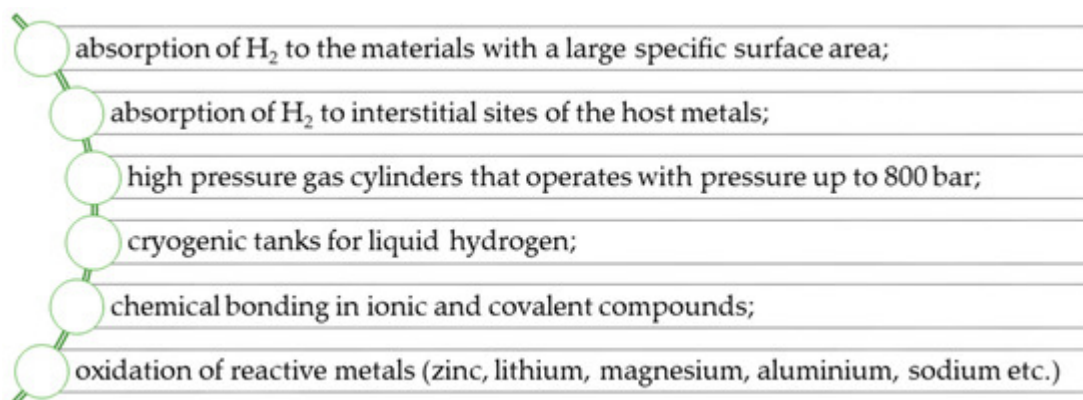 absorption of H₂ to the materials with a large specific surface area;
absorption of H₂ to interstitial sites of the host metals;
high pressure gas cylinders that operates with pressure up to 800 bar;
cryogenic tanks for liquid hydrogen;
chemical bonding in ionic and covalent compounds;
oxidation of reactive metals (zinc, lithium, magnesium, aluminium, sodium etc.)